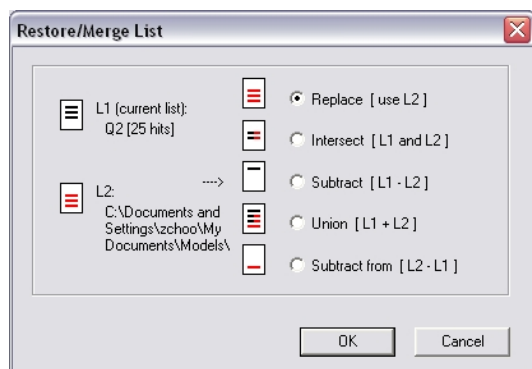 Restore/Merge List
L1 (current list):
Q2 [25 hits]
L2:
C:\Documents and
Settings\zchoo\My
Documents\Models\
---->
Replace [ use L2 ]
Intersect [ L1 and L2 ]
Subtract [ L1 - L2 ]
Union [ L1 + L2 ]
Subtract from [ L2 - L1 ]
OK
Cancel